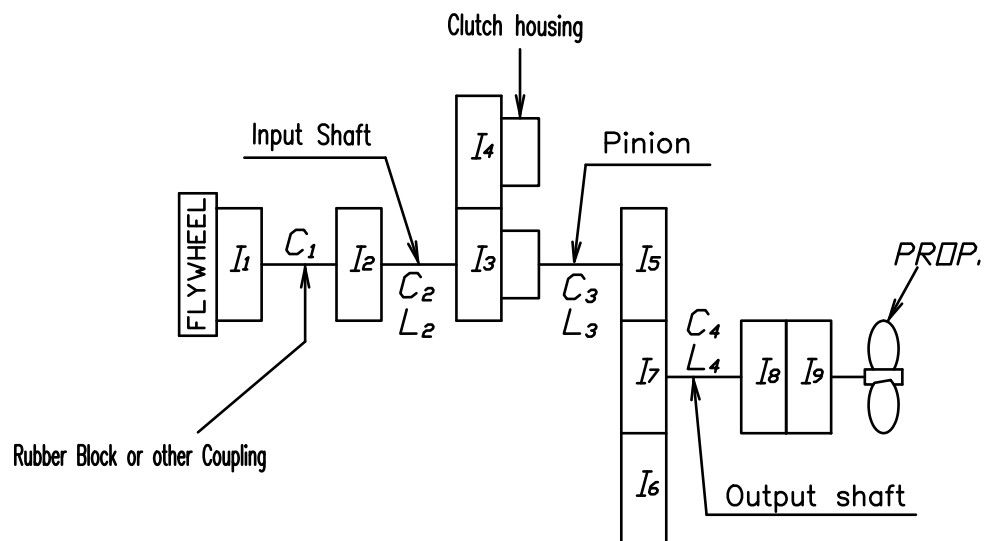 Clutch housing
Input Shaft
Pinion
FLYWHEEL
I1
C1
I2
C2
L2
I4
I3
C3
L3
I5
I7
I6
C4
L4
I8
I9
PROP.
Rubber Block or other Coupling
Output shaft